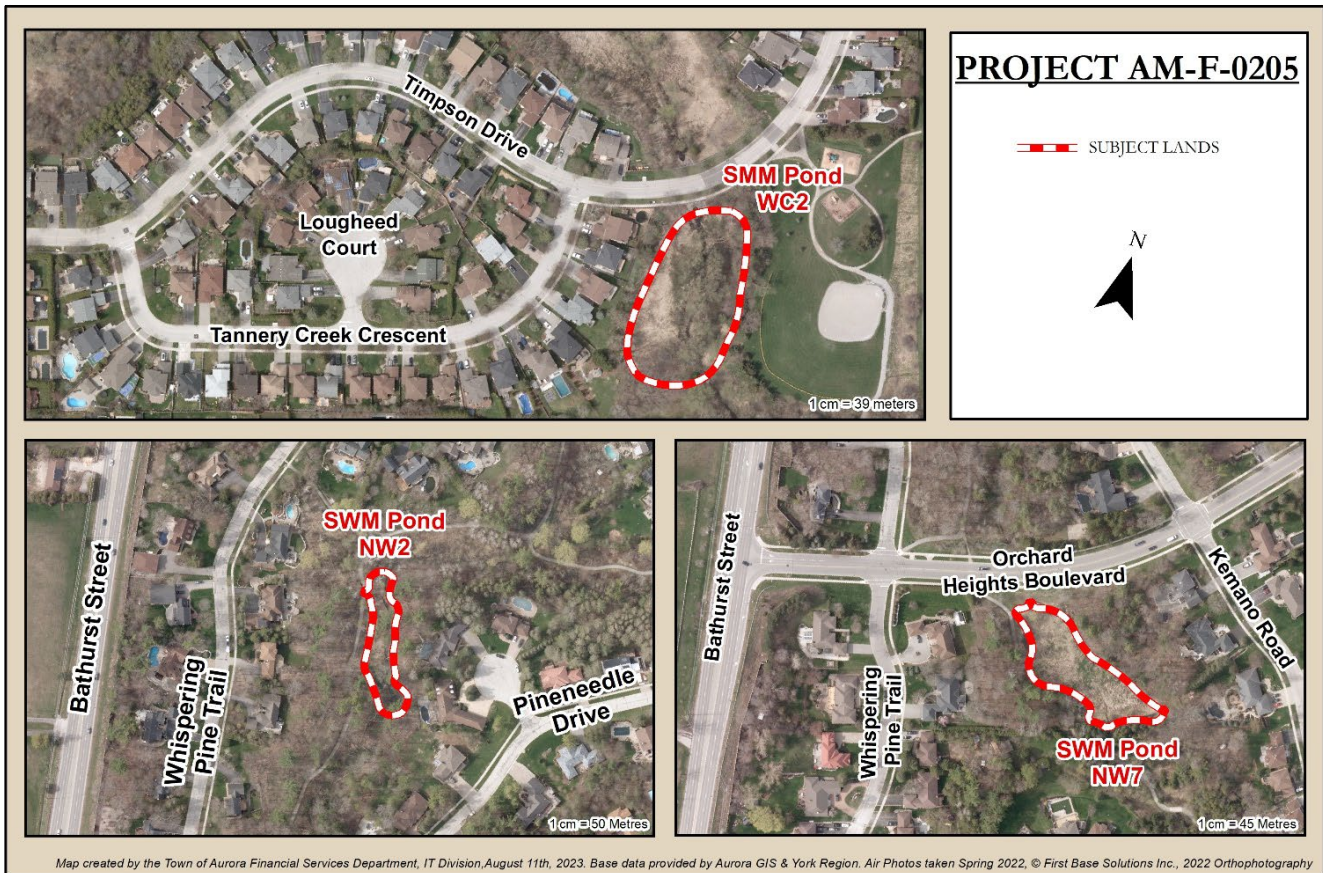 PROJECT AM-F-0205
SUBJECT LANDS
N
Timpson Drive
SMM Pond
WC2
Lougheed
Court
Tannery Creek Crescent
1 cm = 39 meters
SWM Pond
NW2
Bathurst Street
Whispering
Pine Trail
Pineneedle
Drive
1 cm = 50 Metres
Bathurst Street
Orchard
Heights Boulevard
Kemano Road
Whispering
Pine Trail
SWM Pond
NW7
1 cm = 45 Metres
Map created by the Town of Aurora Financial Services Department, IT Division,August 11th, 2023. Base data provided by Aurora GIS & York Region. Air Photos taken Spring 2022, © First Base Solutions Inc., 2022 Orthophotography